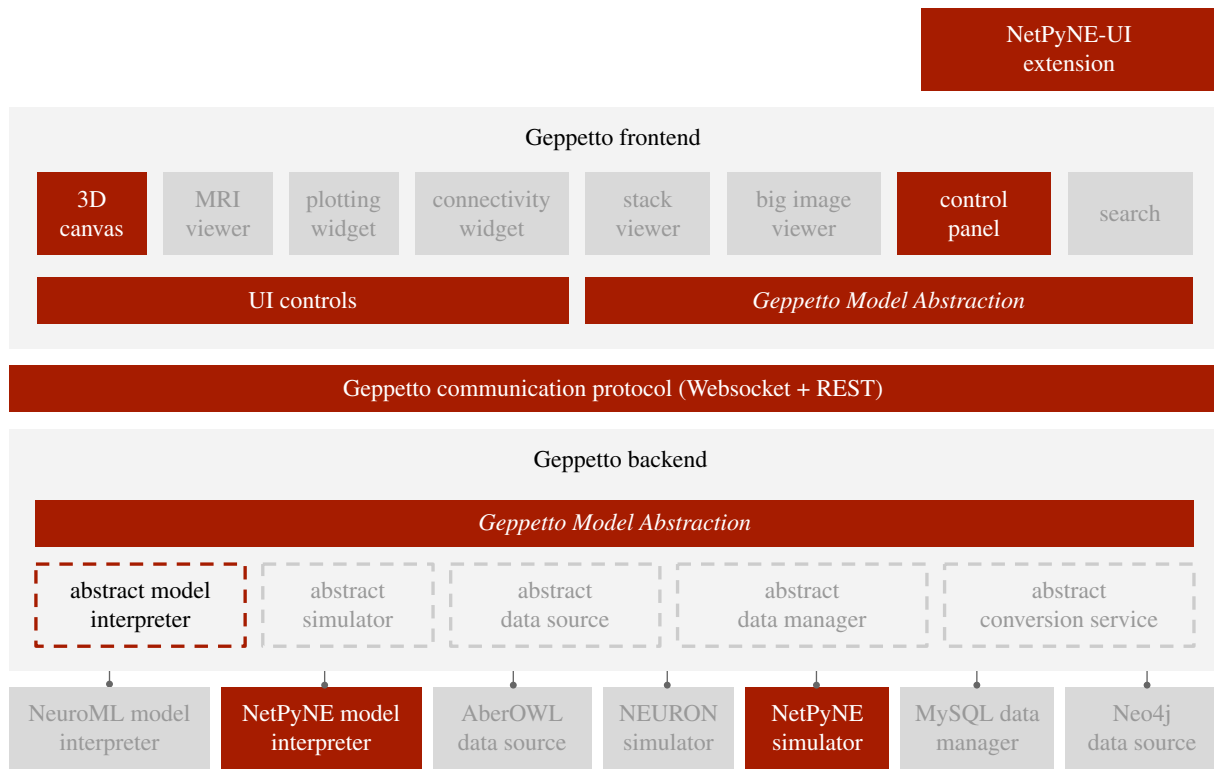 NetPyNE-UI
extension
Geppetto frontend
3D
canvas
MRI
viewer
plotting
widget
connectivity
widget
stack
viewer
big image
viewer
control
panel
search
UI controls
Geppetto Model Abstraction
Geppetto communication protocol (Websocket + REST)
Geppetto backend
Geppetto Model Abstraction
abstract model
interpreter
abstract
simulator
abstract
data source
abstract
data manager
abstract
conversion service
NeuroML model
interpreter
NetPyNE model
interpreter
AberOWL
data source
NEURON
simulator
NetPyNE
simulator
MySQL data
manager
Neo4j
data source